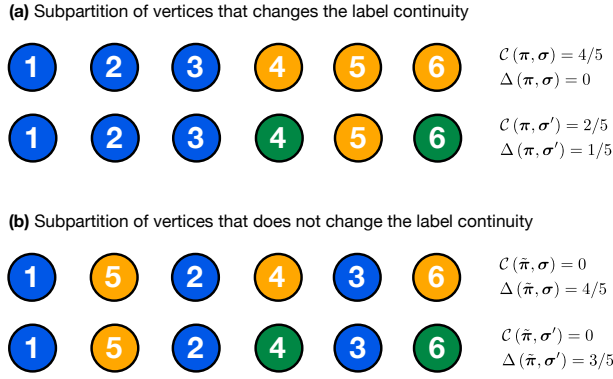 (a) Subpartition of vertices that changes the label continuity
1 2 3 4 5 6
C (π, σ) = 4/5
Δ (π, σ) = 0
1 2 3 4 5 6
C (π, σ′) = 2/5
Δ (π, σ′) = 1/5
(b) Subpartition of vertices that does not change the label continuity
1 5 2 4 3 6
C (π̃, σ) = 0
Δ (π̃, σ) = 4/5
1 5 2 4 3 6
C (π̃, σ′) = 0
Δ (π̃, σ′) = 3/5